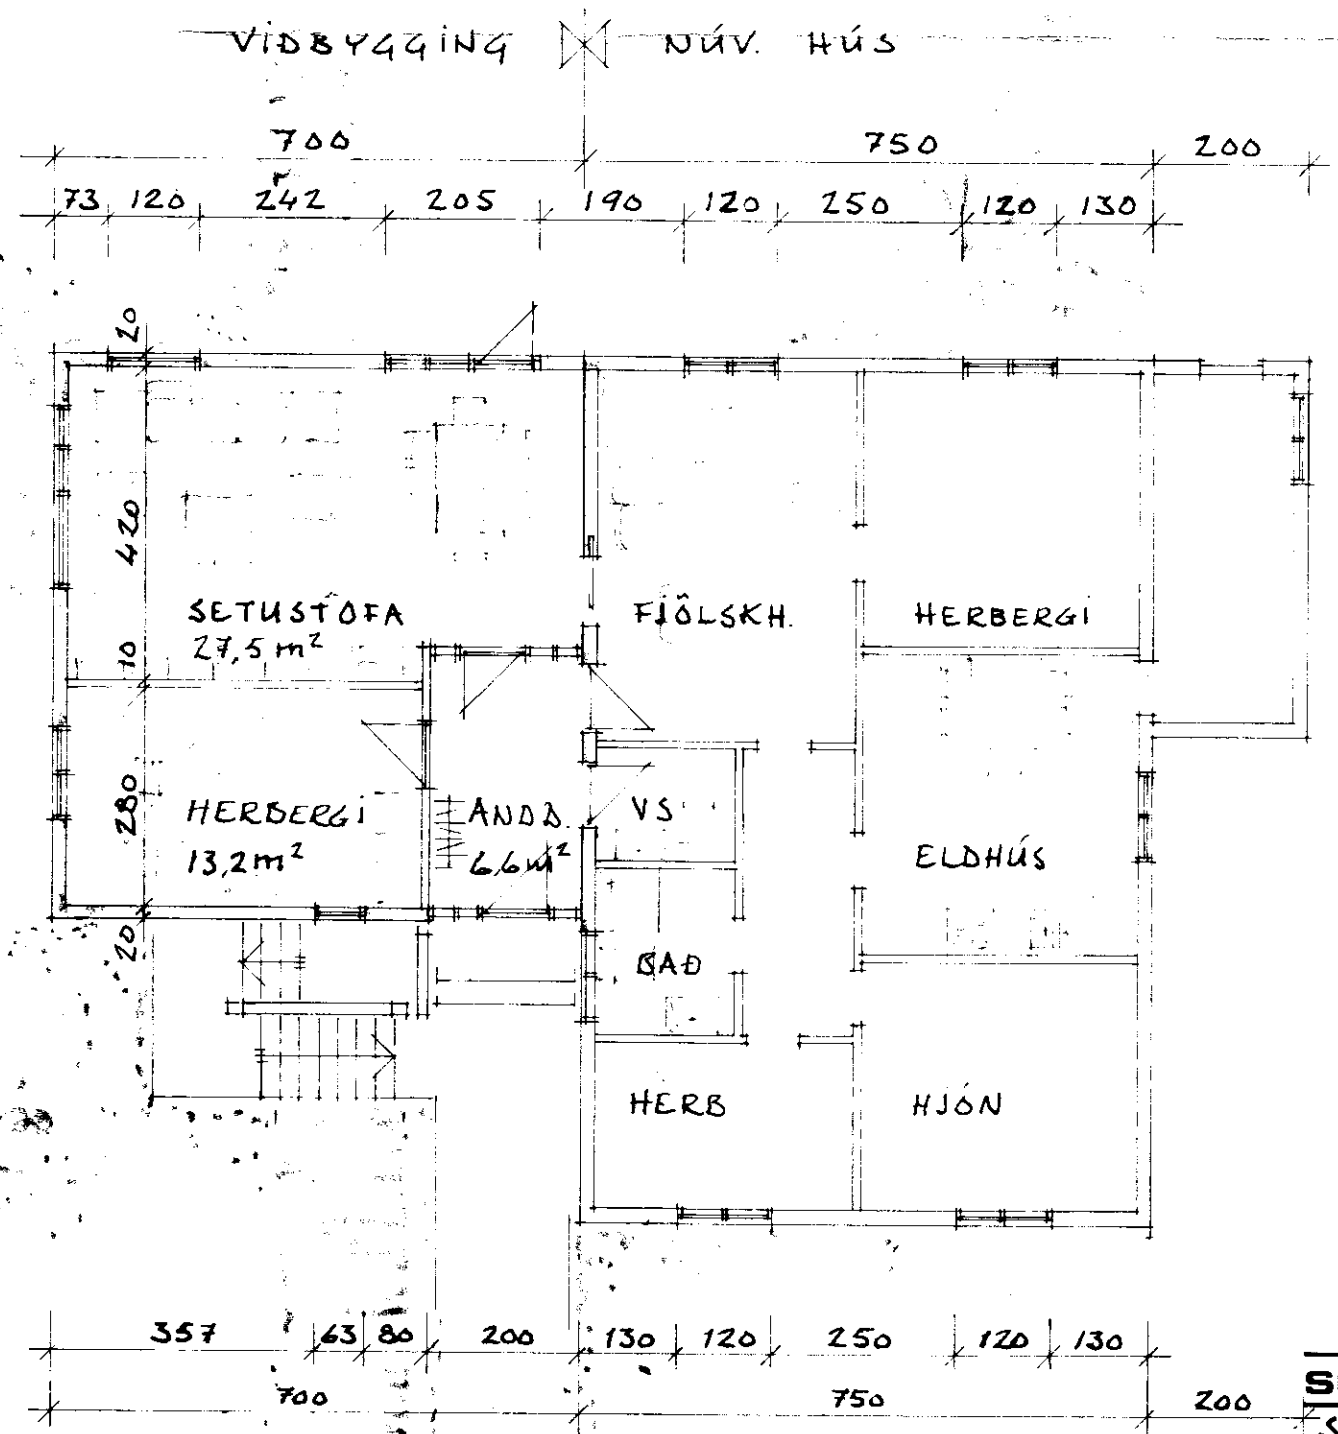 VIÐBYGGING NÚV. HÚS
700 750 200
73 120 242 205 190 120 250 120 130
20
420
SETUSTOFA FJÖLSKH. HERBERGI
27,5 m²
10
280
HERBERGI ANDD. VS
13,2 m² 6,6 m² ELDHÚS
20
BAÐ
HERB HJÓN
357 63 80 200 130 120 250 120 130
700 750 200